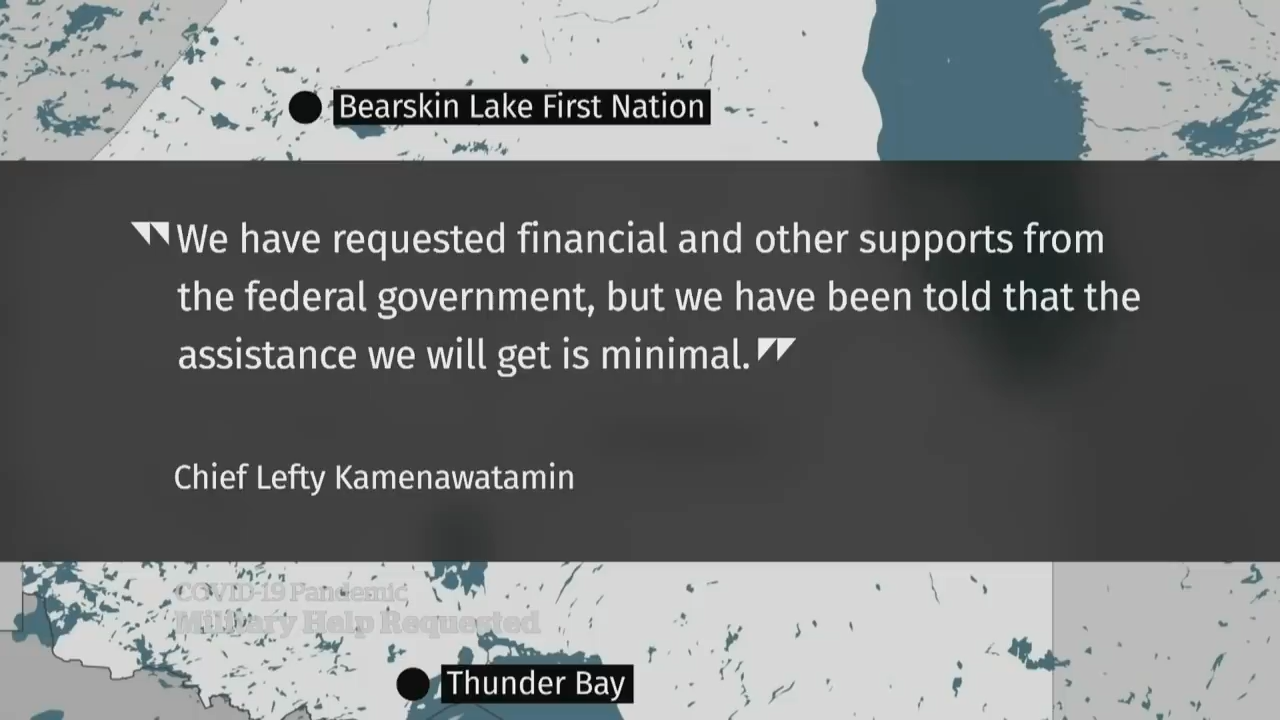 Bearskin Lake First Nation
"We have requested financial and other supports from
the federal government, but we have been told that the
assistance we will get is minimal."
Chief Lefty Kamenawatamin
COVID-19 Pandemic
Military Help Requested
Thunder Bay